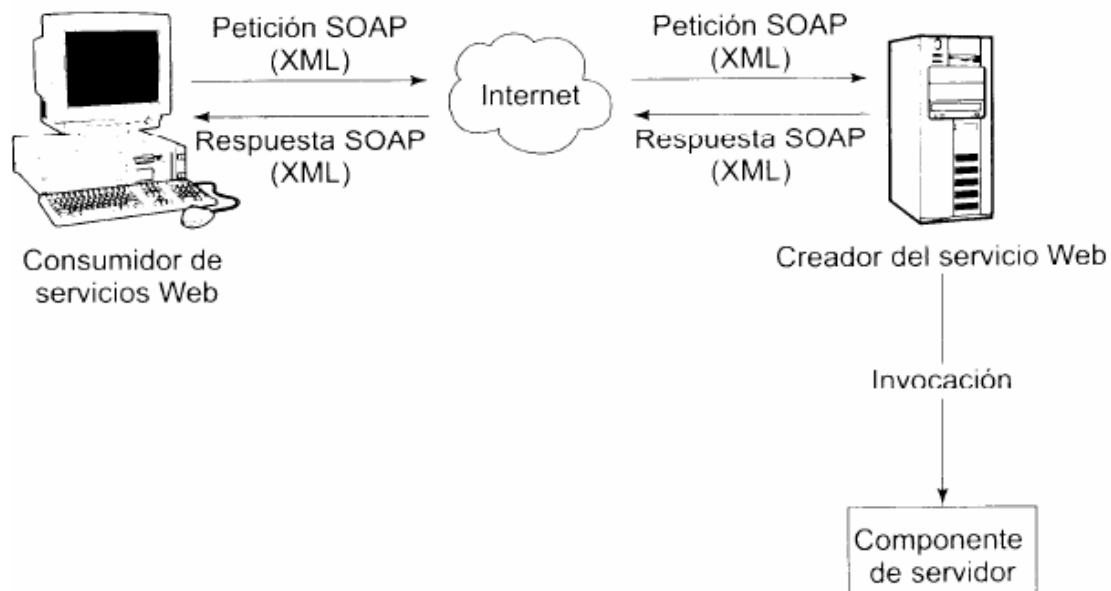 Petición SOAP
(XML)
Petición SOAP
(XML)
Internet
Respuesta SOAP
(XML)
Respuesta SOAP
(XML)
Consumidor de
servicios Web
Creador del servicio Web
Invocación
Componente
de servidor